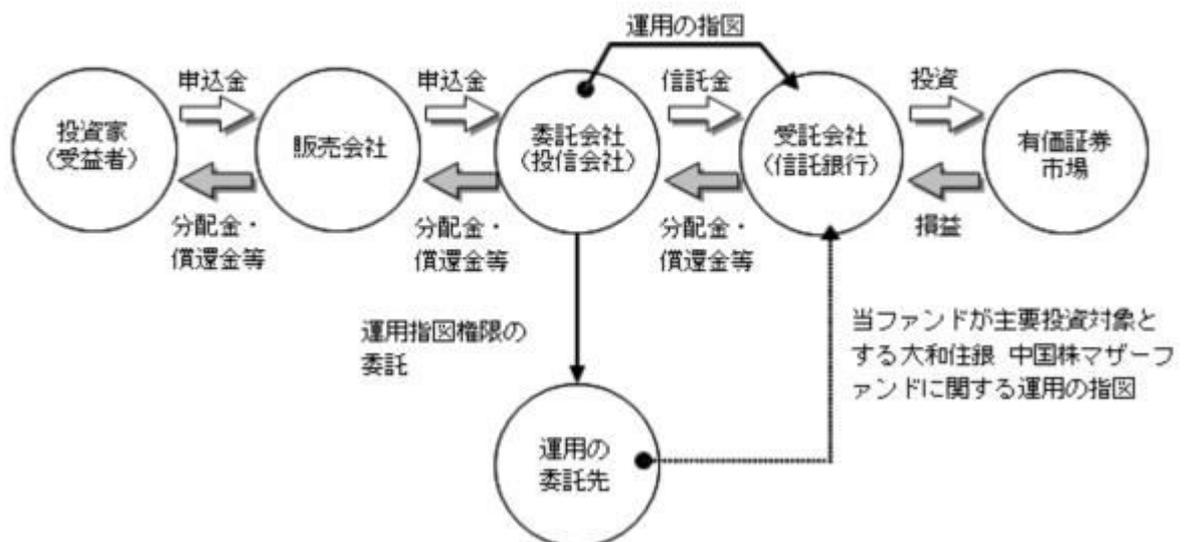 運用の指図
申込金
申込金
信託金
投資
投資家
(受益者)
販売会社
委託会社
(投信会社)
受託会社
(信託銀行)
有価証券
市場
分配金・
償還金等
分配金・
償還金等
分配金・
償還金等
損益
運用指図権限の
委託
当ファンドが主要投資対象と
する大和住銀 中国株マザーフ
ァンドに関する運用の指図
運用の
委託先